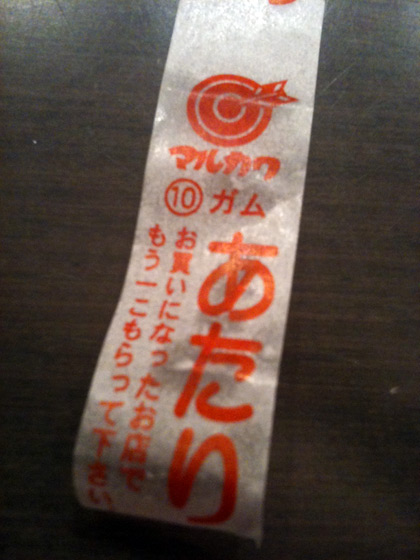 マルカワ
⑩ガム
あたり
お買いになったお店で
もう一こもらって下さい